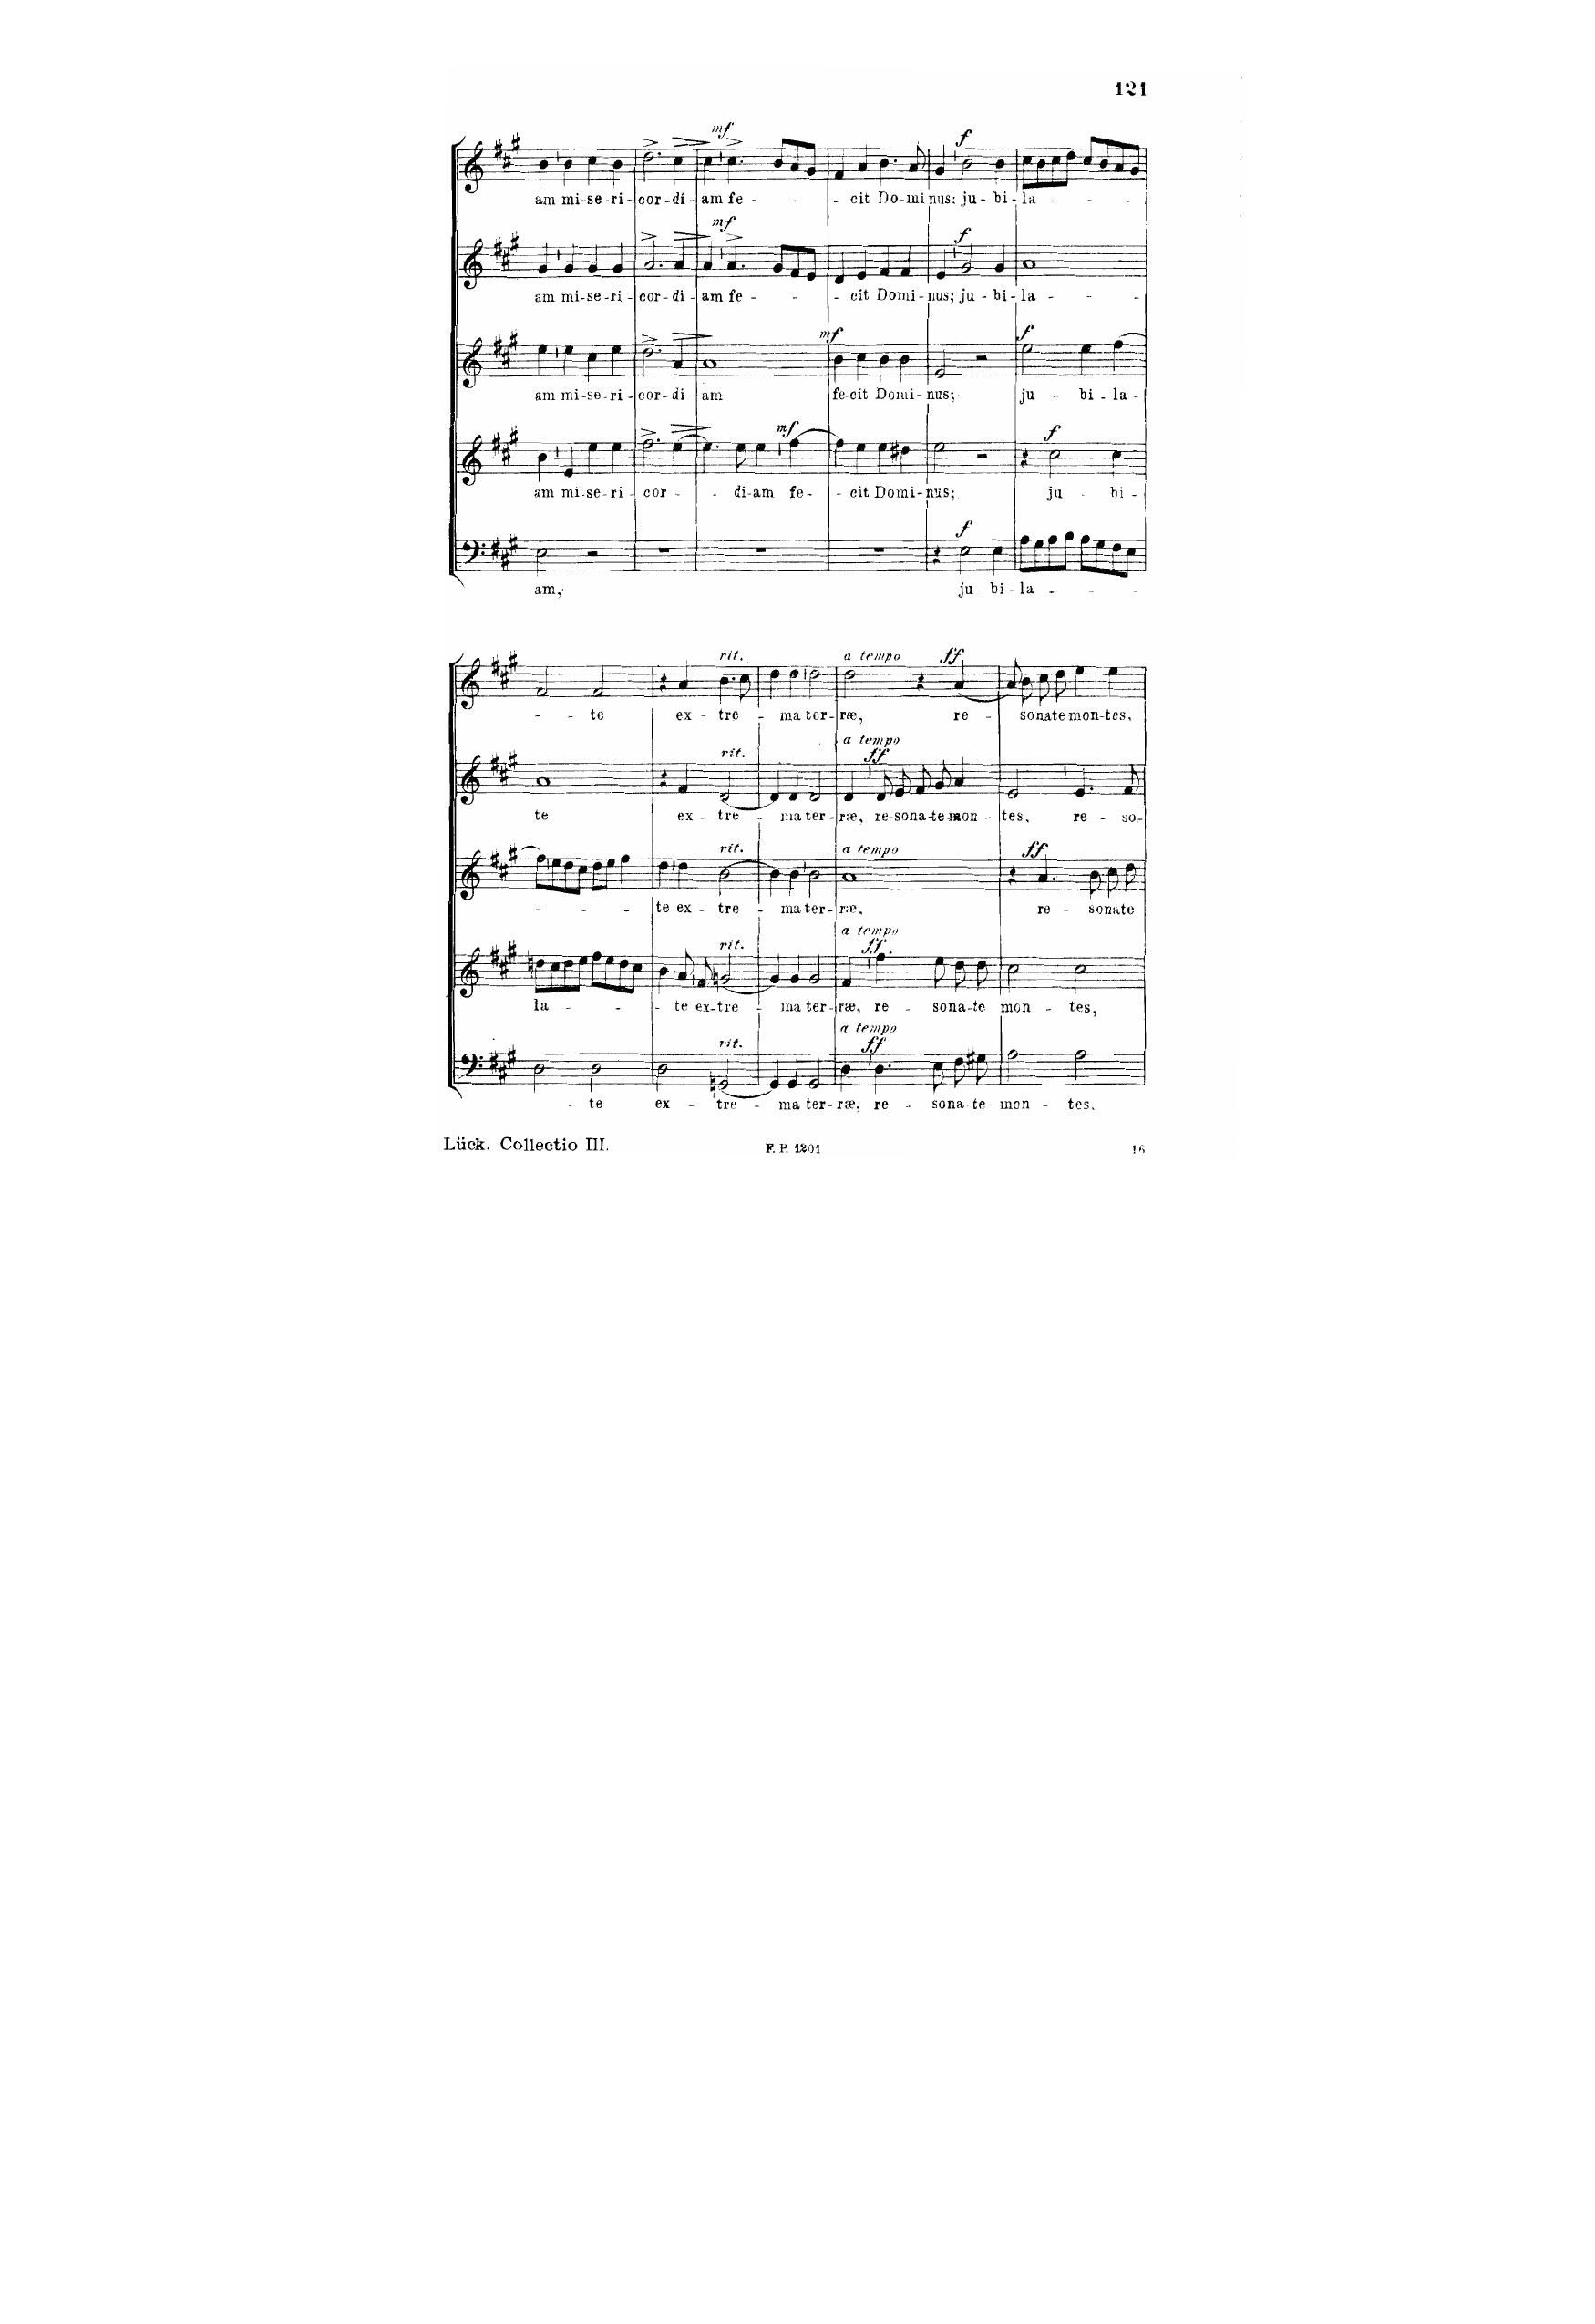 121
mf
f
am mi-se-ri-cor-di-am fe - - - cit Do-mi-nus: ju-bi-la - - - -
mf
f
am mi-se-ri-cor-di-am fe - - - cit Domi-nus; ju-bi-la - - -
mf
f
am mi-se-ri-cor-di-am fe-cit Domi-nus; ju - bi-la-
mf
f
am mi-se-ri-cor - - di-am fe - - cit Domi-nus; ju - bi-
f
am, ju-bi-la - - -
rit. a tempo ff
- - te ex-tre - ma ter-ræ, re - sonate mon-tes,
a tempo
rit. ff
te ex-tre - ma ter-ræ, re-sona-te mon-tes, re - so-
rit. a tempo ff
- - - te ex-tre - ma ter-ræ, re - sonate
a tempo
rit. ff
la - - - - te ex-tre - ma ter-ræ, re - sona-te mon - tes,
a tempo
rit. ff
- te ex - tre - ma ter-ræ, re - sona-te mon - tes.
Lück. Collectio III. F. P. 1201 16